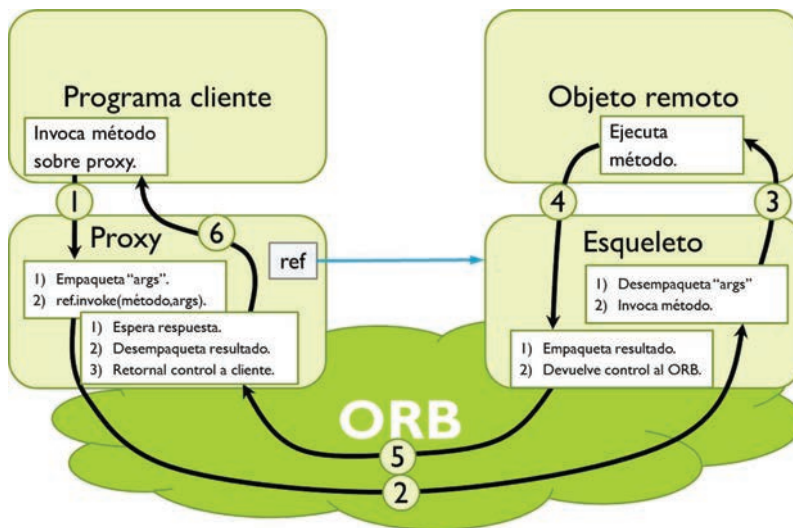 Programa cliente
Invoca método
sobre proxy.
1
6
Proxy
ref
1) Empaqueta "args".
2) ref.invoke(método,args).
1) Espera respuesta.
2) Desempaqueta resultado.
3) Retornal control a cliente.
Objeto remoto
Ejecuta
método.
4
3
Esqueleto
1) Desempaqueta "args"
2) Invoca método.
1) Empaqueta resultado.
2) Devuelve control al ORB.
ORB
5
2